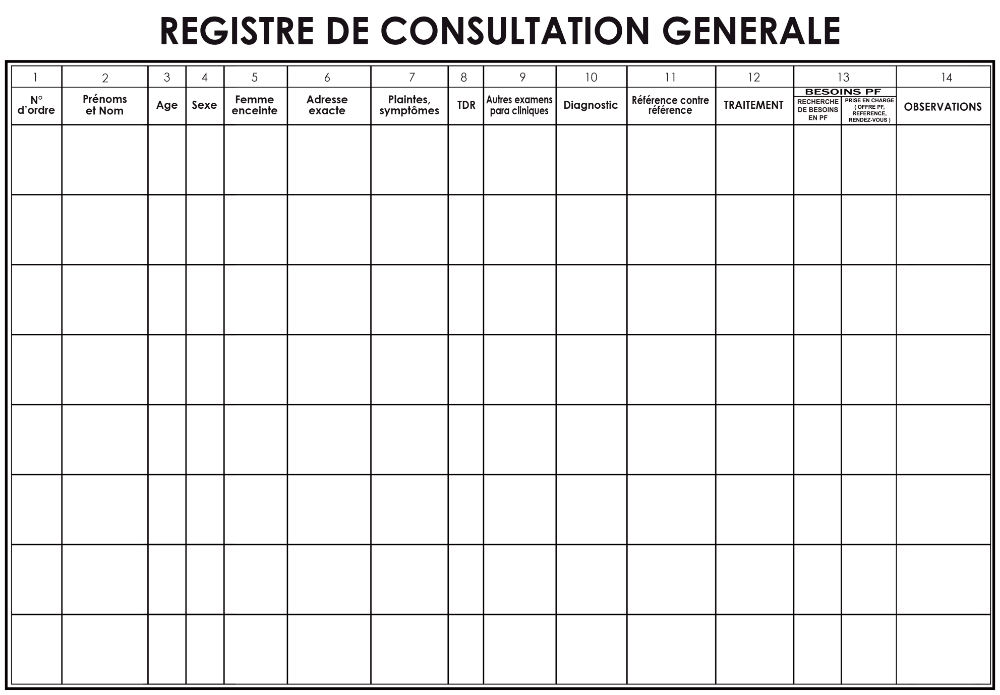 REGISTRE DE CONSULTATION GENERALE
1 2 3 4 5 6 7 8 9 10 11 12 13 14
N°
d’ordre
Prénoms
et Nom
Age
Sexe
Femme
enceinte
Adresse
exacte
Plaintes,
symptômes
TDR
Autres examens
para cliniques
Diagnostic
Référence contre
référence
TRAITEMENT
BESOINS PF
RECHERCHE
DE BESOINS
EN PF
PRISE EN CHARGE
( OFFRE PF,
REFERENCE,
RENDEZ-VOUS )
OBSERVATIONS